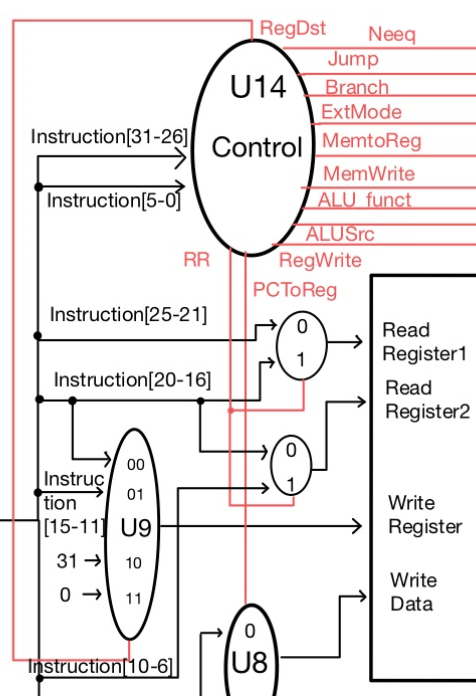 RegDst
Neeq
Jump
U14
Branch
ExtMode
Instruction[31-26]
Control
MemtoReg
MemWrite
Instruction[5-0]
ALU funct
ALUSrc
RR
RegWrite
PCToReg
Instruction[25-21]
0
1
Read
Register1
Instruction[20-16]
Read
Register2
0
1
00
Instruc
tion
[15-11]
01
U9
Write
Register
31
10
0
11
Write
Data
0
U8
Instruction[10-6]